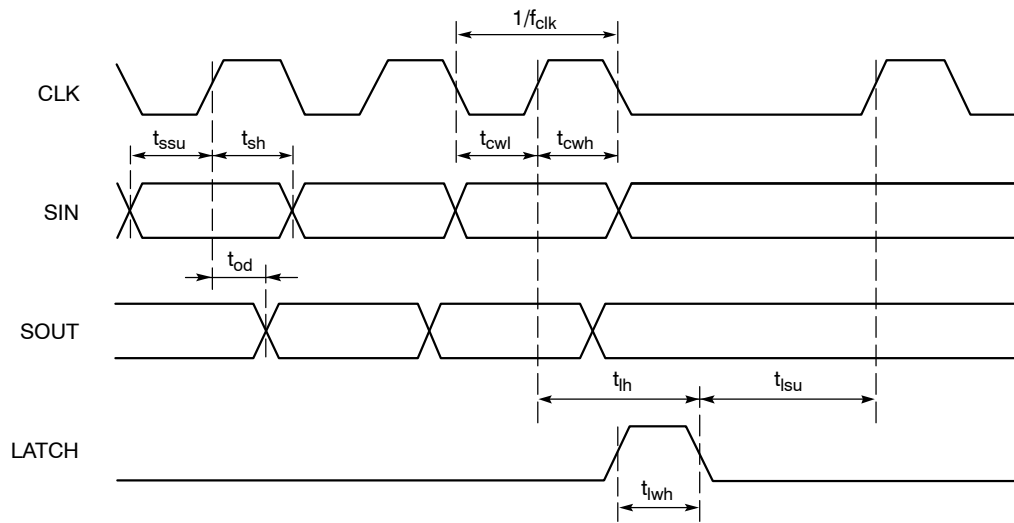 1/fclk
CLK
tssu
tsh
tcwl
tcwh
SIN
tod
SOUT
tlh
tlsu
LATCH
tlwh